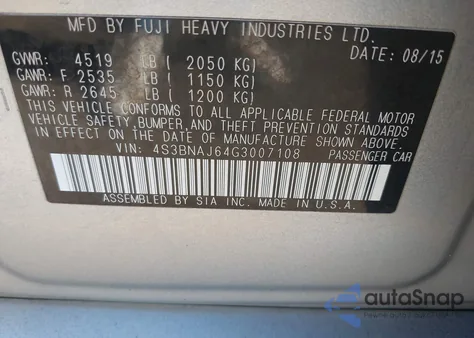 MFD BY FUJI HEAVY INDUSTRIES LTD.
DATE: 08/15
GVWR: 4519 LB ( 2050 KG)
GAWR: F 2535 LB ( 1150 KG)
GAWR: R 2645 LB ( 1200 KG)
THIS VEHICLE CONFORMS TO ALL APPLICABLE FEDERAL MOTOR
VEHICLE SAFETY, BUMPER, AND THEFT PREVENTION STANDARDS
IN EFFECT ON THE DATE OF MANUFACTURE SHOWN ABOVE.
VIN: 4S3BNAJ64G3007108 PASSENGER CAR
ASSEMBLED BY SIA INC. MADE IN U.S.A.
autoSnap